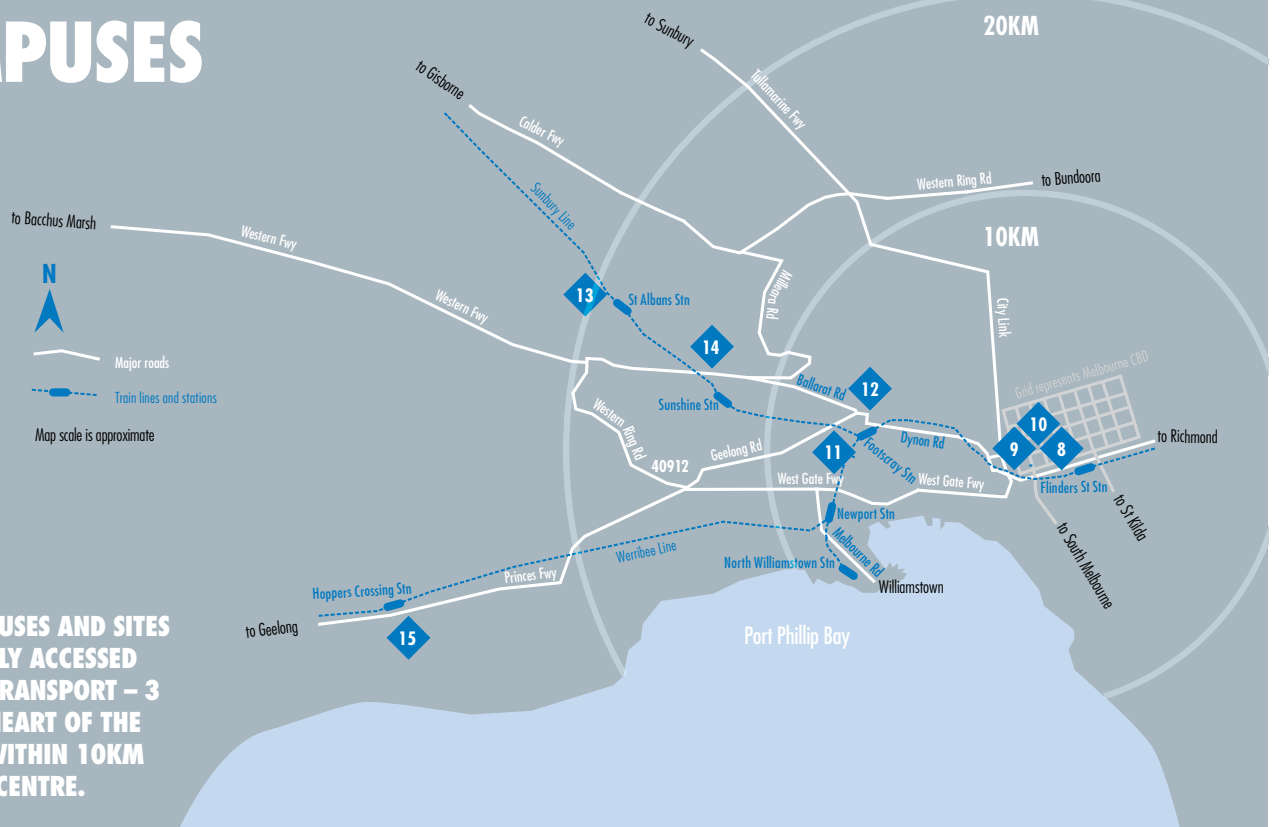 PUSES
to Sunbury
20KM
to Gisborne
Tullamarine Fwy
Calder Fwy
Western Ring Rd
to Bundoora
Sunbury Line
to Bacchus Marsh
Western Fwy
10KM
N
13
St Albans Stn
Milleara Rd
City Link
Western Fwy
14
Major roads
Train lines and stations
Map scale is approximate
Grid represents Melbourne CBD
Ballarat Rd
12
Sunshine Stn
Western Ring Rd
10
9
8
to Richmond
Dynon Rd
11
Geelong Rd
40912
Footscray Stn
West Gate Fwy
West Gate Fwy
Flinders St Stn
to St Kilda
Newport Stn
to South Melbourne
Melbourne Rd
Werribee Line
North Williamstown Stn
Williamstown
Princes Fwy
Hoppers Crossing Stn
to Geelong
15
Port Phillip Bay
USES AND SITES
LY ACCESSED
RANSPORT – 3
EART OF THE
WITHIN 10KM
CENTRE.